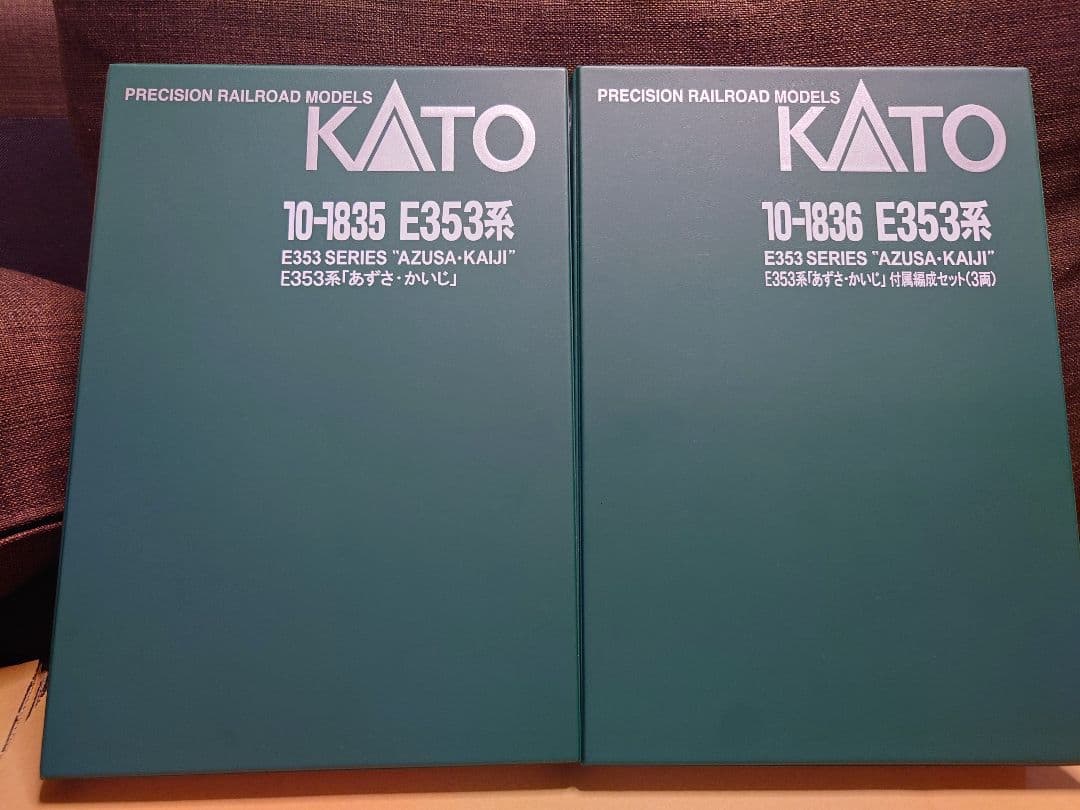 PRECISION RAILROAD MODELS
KATO
10-1835 E353系
E353 SERIES "AZUSA・KAIJI"
E353系「あずさ・かいじ」
PRECISION RAILROAD MODELS
KATO
10-1836 E353系
E353 SERIES "AZUSA・KAIJI"
E353系「あずさ・かいじ」付属編成セット(3両)